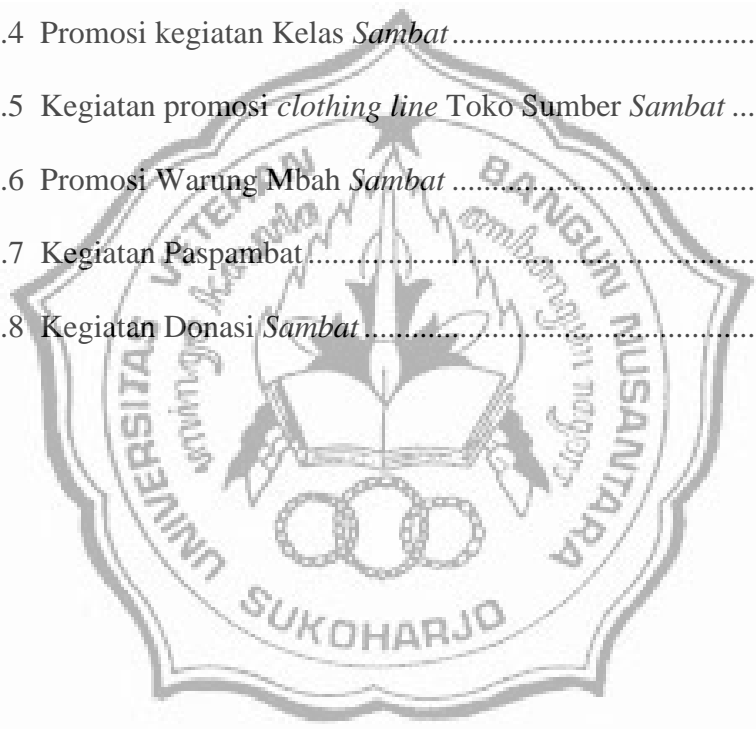 .4 Promosi kegiatan Kelas Sambat....................................
.5 Kegiatan promosi clothing line Toko Sumber Sambat ...
.6 Promosi Warung Mbah Sambat ....................................
.7 Kegiatan Paspambat.....................................................
.8 Kegiatan Donasi Sambat..............................................
UNIVERSITAS VETERAN BANGUN NUSANTARA
SUKOHARJO